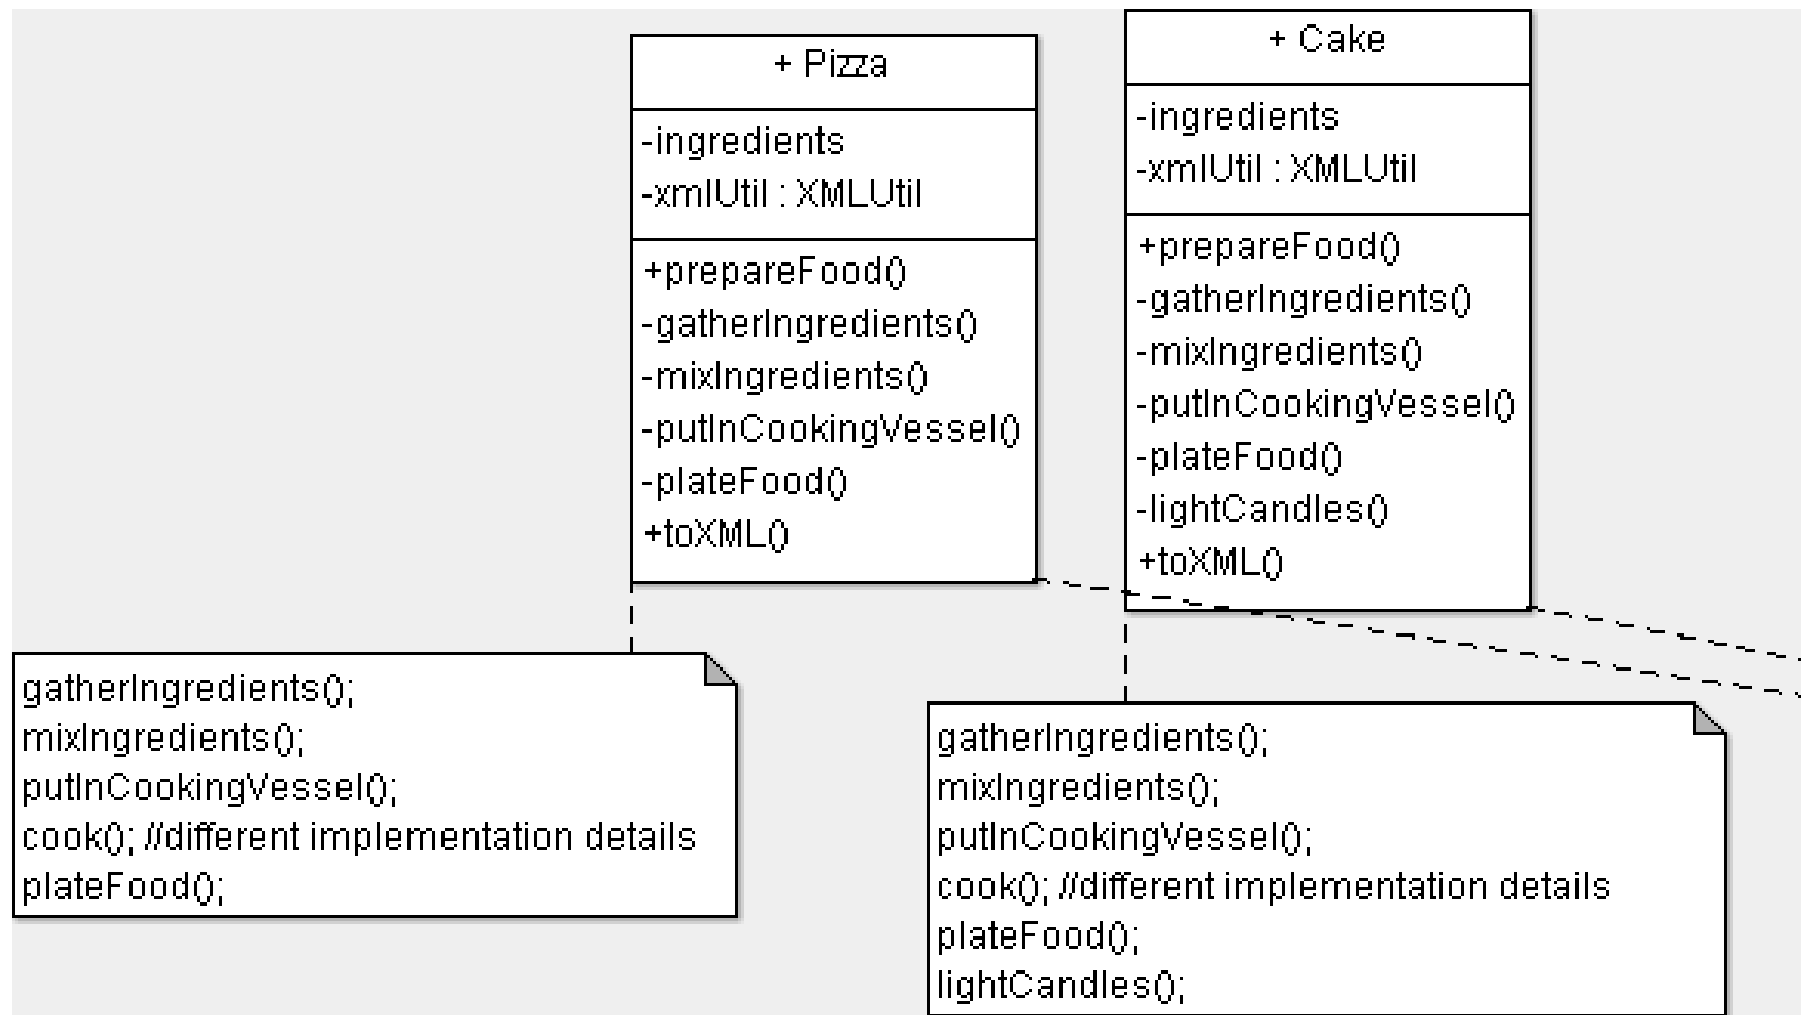 + Pizza
-ingredients
-xmlUtil : XMLUtil
+prepareFood()
-gatherIngredients()
-mixIngredients()
-putInCookingVessel()
-plateFood()
+toXML()
+ Cake
-ingredients
-xmlUtil : XMLUtil
+prepareFood()
-gatherIngredients()
-mixIngredients()
-putInCookingVessel()
-plateFood()
-lightCandles()
+toXML()
gatherIngredients();
mixIngredients();
putInCookingVessel();
cook(); //different implementation details
plateFood();
gatherIngredients();
mixIngredients();
putInCookingVessel();
cook(); //different implementation details
plateFood();
lightCandles();